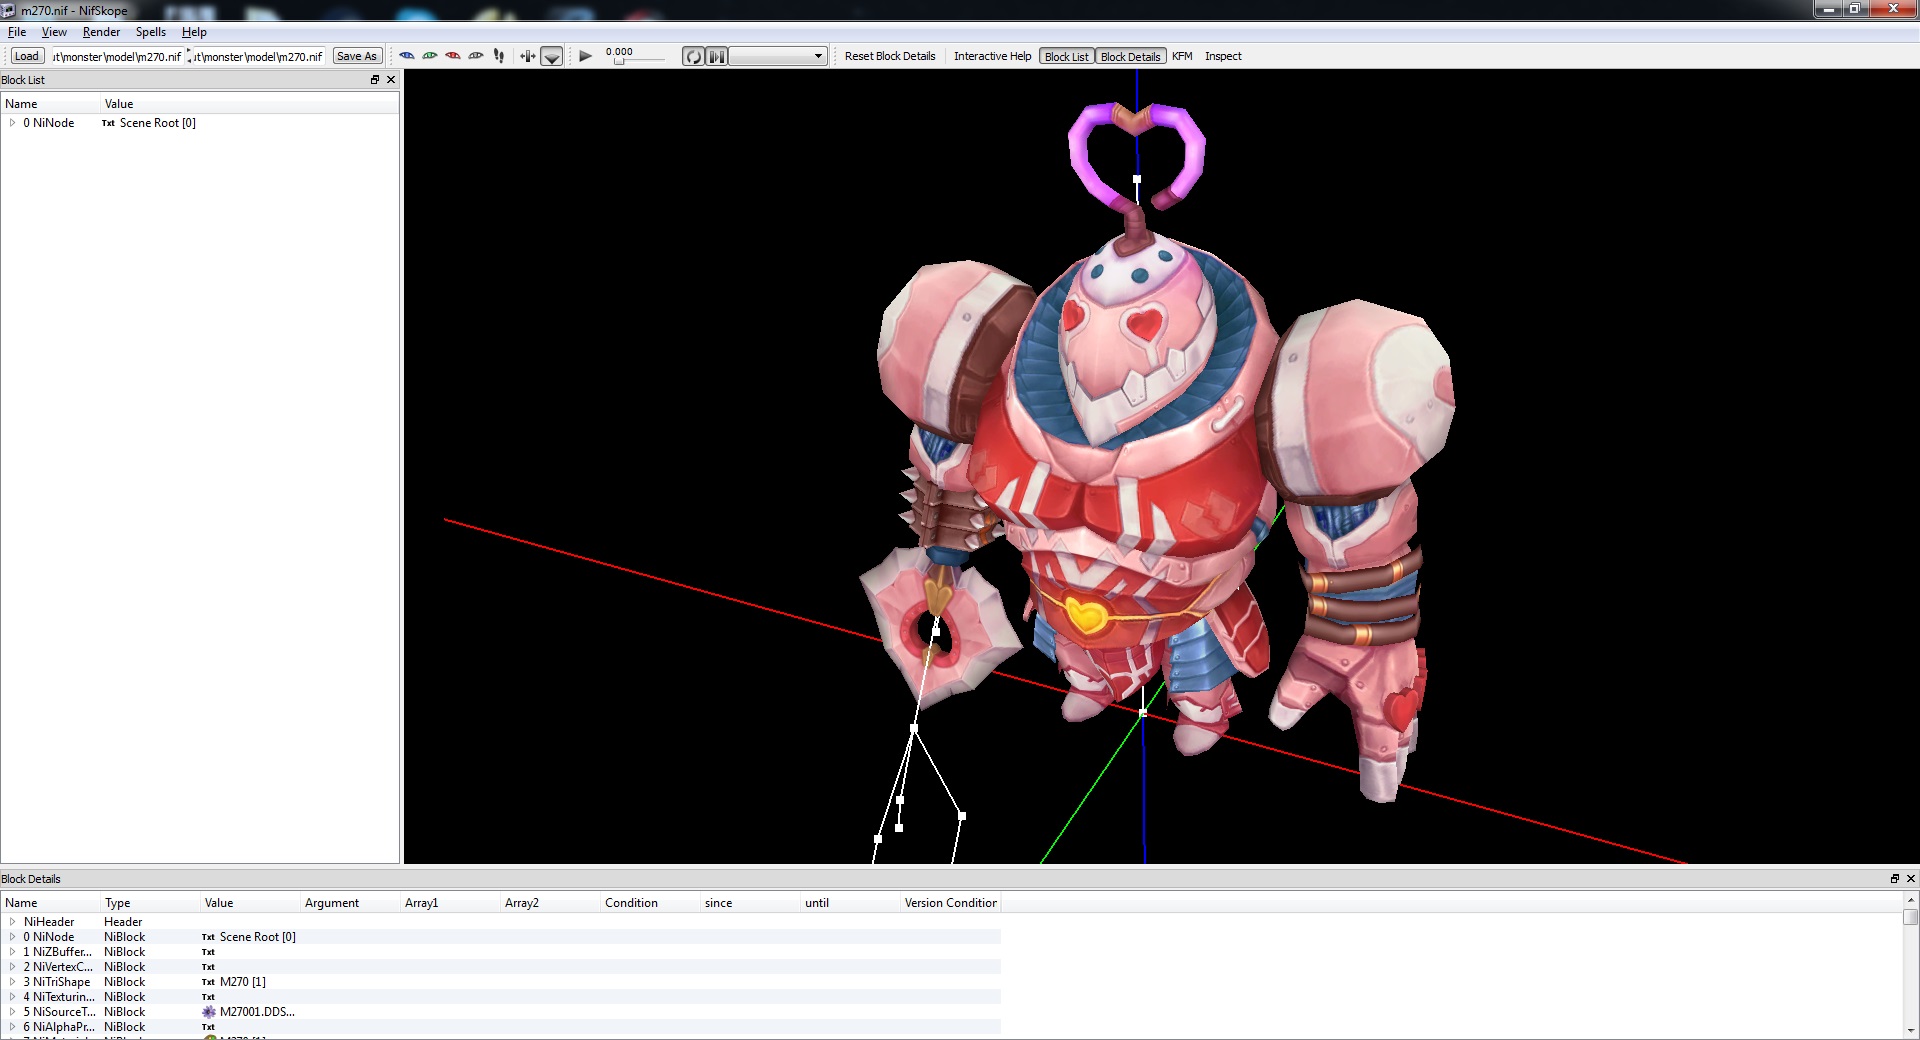 m270.nif - NifSkope
File View Render Spells Help
Load ut\monster\model\m270.nif ut\monster\model\m270.nif Save As 0.000 Reset Block Details Interactive Help Block List Block Details KFM Inspect
Block List
Name Value
0 NiNode Txt Scene Root [0]
Block Details
Name Type Value Argument Array1 Array2 Condition since until Version Condition
NiHeader Header
0 NiNode NiBlock Txt Scene Root [0]
1 NiZBuffer... NiBlock Txt
2 NiVertexC... NiBlock Txt
3 NiTriShape NiBlock Txt M270 [1]
4 NiTexturin... NiBlock Txt
5 NiSourceT... NiBlock M27001.DDS...
6 NiAlphaPr... NiBlock Txt